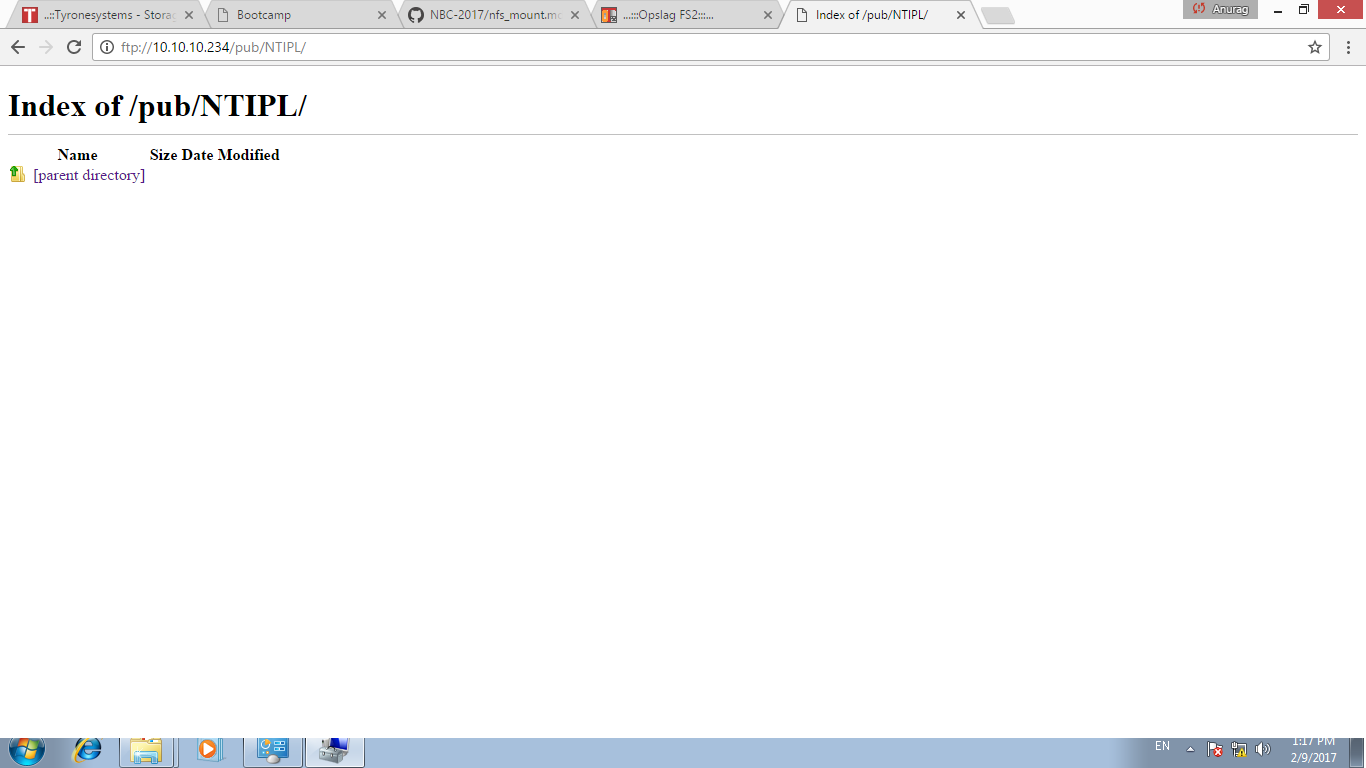 ..::Tyronesystems - Storag
Bootcamp
NBC-2017/nfs_mount.mc
...:::Opslag FS2:::...
Index of /pub/NTIPL/
Anurag
ftp://10.10.10.234/pub/NTIPL/
Index of /pub/NTIPL/
Name Size Date Modified
[parent directory]
EN
1:17 PM
2/9/2017